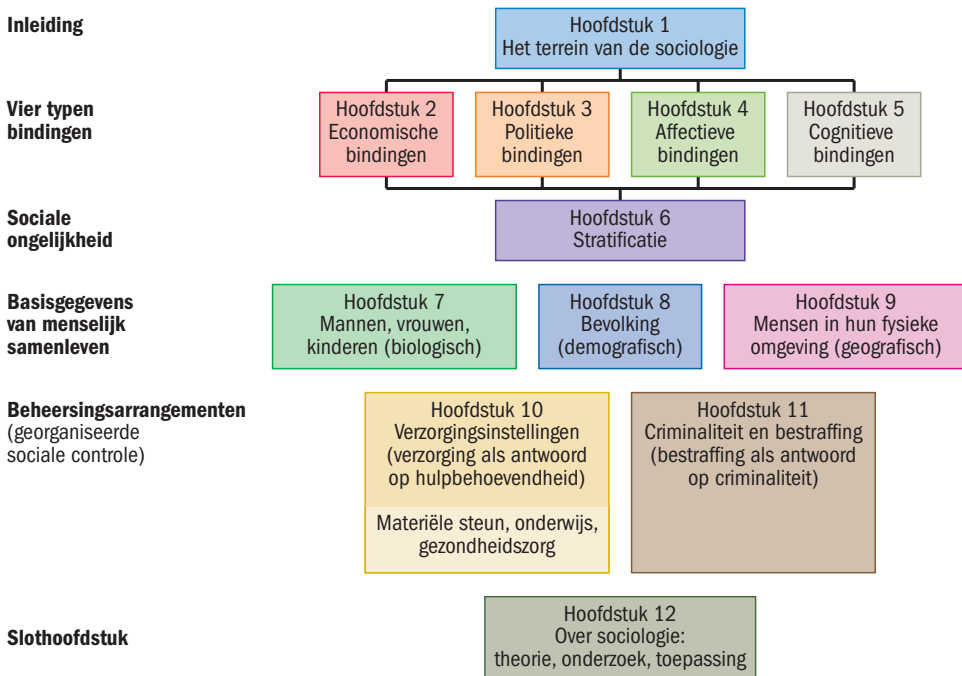 Inleiding
Hoofdstuk 1
Het terrein van de sociologie
Vier typen
bindingen
Hoofdstuk 2
Economische
bindingen
Hoofdstuk 3
Politieke
bindingen
Hoofdstuk 4
Affectieve
bindingen
Hoofdstuk 5
Cognitieve
bindingen
Sociale
ongelijkheid
Hoofdstuk 6
Stratificatie
Basisgegevens
van menselijk
samenleven
Hoofdstuk 7
Mannen, vrouwen,
kinderen (biologisch)
Hoofdstuk 8
Bevolking
(demografisch)
Hoofdstuk 9
Mensen in hun fysieke
omgeving (geografisch)
Beheersingsarrangementen
(georganiseerde
sociale controle)
Hoofdstuk 10
Verzorgingsinstellingen
(verzorging als antwoord
op hulpbehoevendheid)
Materiële steun, onderwijs,
gezondheidszorg
Hoofdstuk 11
Criminaliteit en bestraffing
(bestraffing als antwoord
op criminaliteit)
Slothoofdstuk
Hoofdstuk 12
Over sociologie:
theorie, onderzoek, toepassing